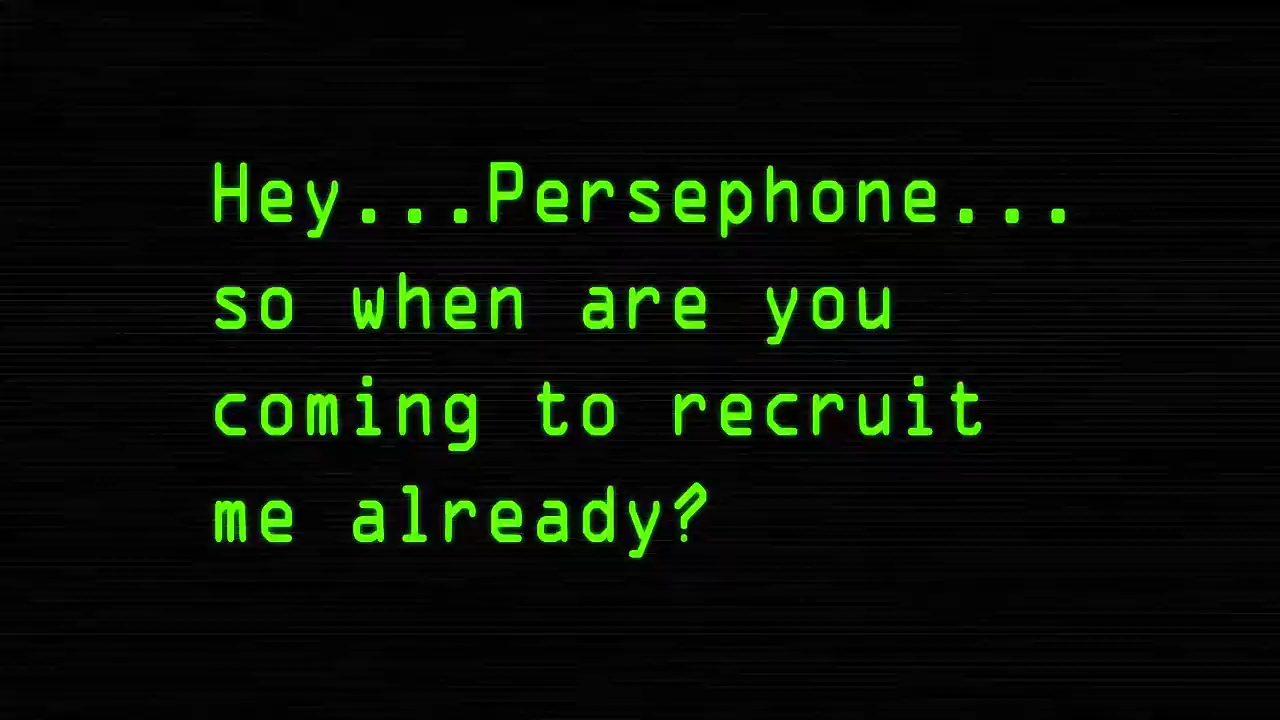 Hey...Persephone...
so when are you
coming to recruit
me already?